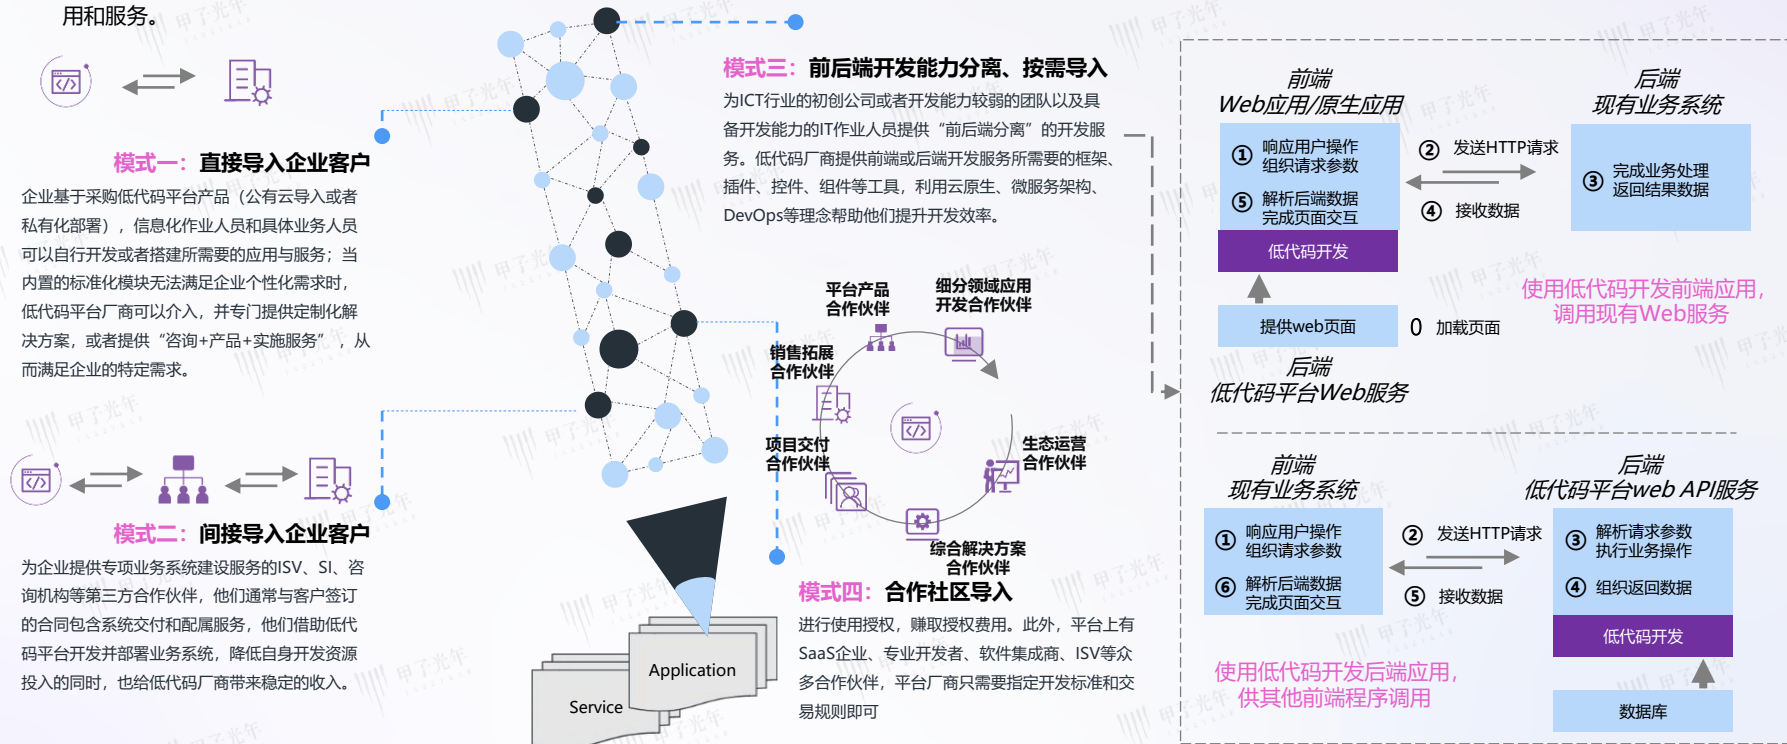 用和服务。
模式一：直接导入企业客户
企业基于采购低代码平台产品（公有云导入或者
私有化部署），信息化作业人员和具体业务人员
可以自行开发或者搭建所需要的应用与服务；当
内置的标准化模块无法满足企业个性化需求时，
低代码平台厂商可以介入，并专门提供定制化解
决方案，或者提供“咨询+产品+实施服务”，从
而满足企业的特定需求。
模式二：间接导入企业客户
为企业提供专项业务系统建设服务的ISV、SI、咨
询机构等第三方合作伙伴，他们通常与客户签订
的合同包含系统交付和配属服务，他们借助低代
码平台开发并部署业务系统，降低自身开发资源
投入的同时，也给低代码厂商带来稳定的收入。
模式三：前后端开发能力分离、按需导入
为ICT行业的初创公司或者开发能力较弱的团队以及具
备开发能力的IT作业人员提供“前后端分离”的开发服
务。低代码厂商提供前端或后端开发服务所需要的框架、
插件、控件、组件等工具，利用云原生、微服务架构、
DevOps等理念帮助他们提升开发效率。
平台产品
合作伙伴
细分领域应用
开发合作伙伴
销售拓展
合作伙伴
项目交付
合作伙伴
生态运营
合作伙伴
综合解决方案
合作伙伴
模式四：合作社区导入
进行使用授权，赚取授权费用。此外，平台上有
SaaS企业、专业开发者、软件集成商、ISV等众
多合作伙伴，平台厂商只需要指定开发标准和交
易规则即可
Application
Service
前端
Web应用/原生应用
后端
现有业务系统
① 响应用户操作
组织请求参数
⑤ 解析后端数据
完成页面交互
② 发送HTTP请求
④ 接收数据
③ 完成业务处理
返回结果数据
低代码开发
提供web页面
0 加载页面
使用低代码开发前端应用，
调用现有Web服务
后端
低代码平台Web服务
前端
现有业务系统
后端
低代码平台web API服务
① 响应用户操作
组织请求参数
⑥ 解析后端数据
完成页面交互
② 发送HTTP请求
⑤ 接收数据
③ 解析请求参数
执行业务操作
④ 组织返回数据
低代码开发
使用低代码开发后端应用，
供其他前端程序调用
数据库
甲子光年